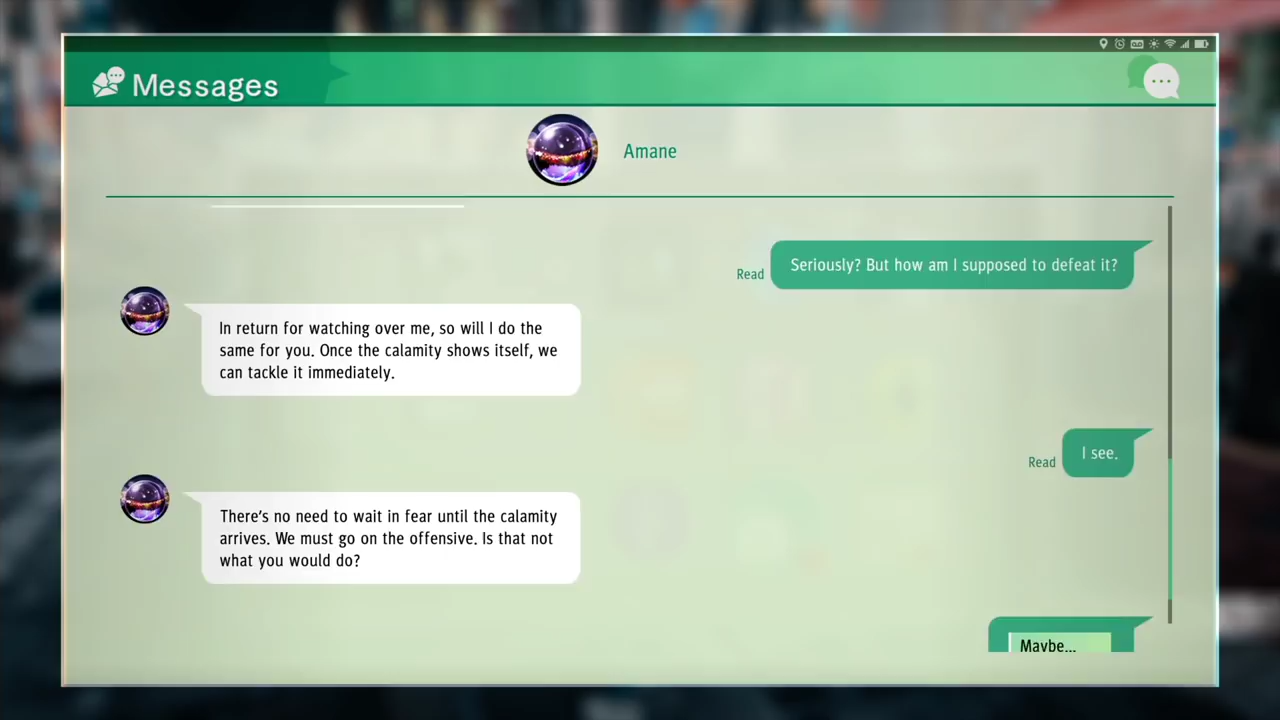 Messages
Amane
Seriously? But how am I supposed to defeat it?
Read
In return for watching over me, so will I do the
same for you. Once the calamity shows itself, we
can tackle it immediately.
I see.
Read
There's no need to wait in fear until the calamity
arrives. We must go on the offensive. Is that not
what you would do?
Maybe...